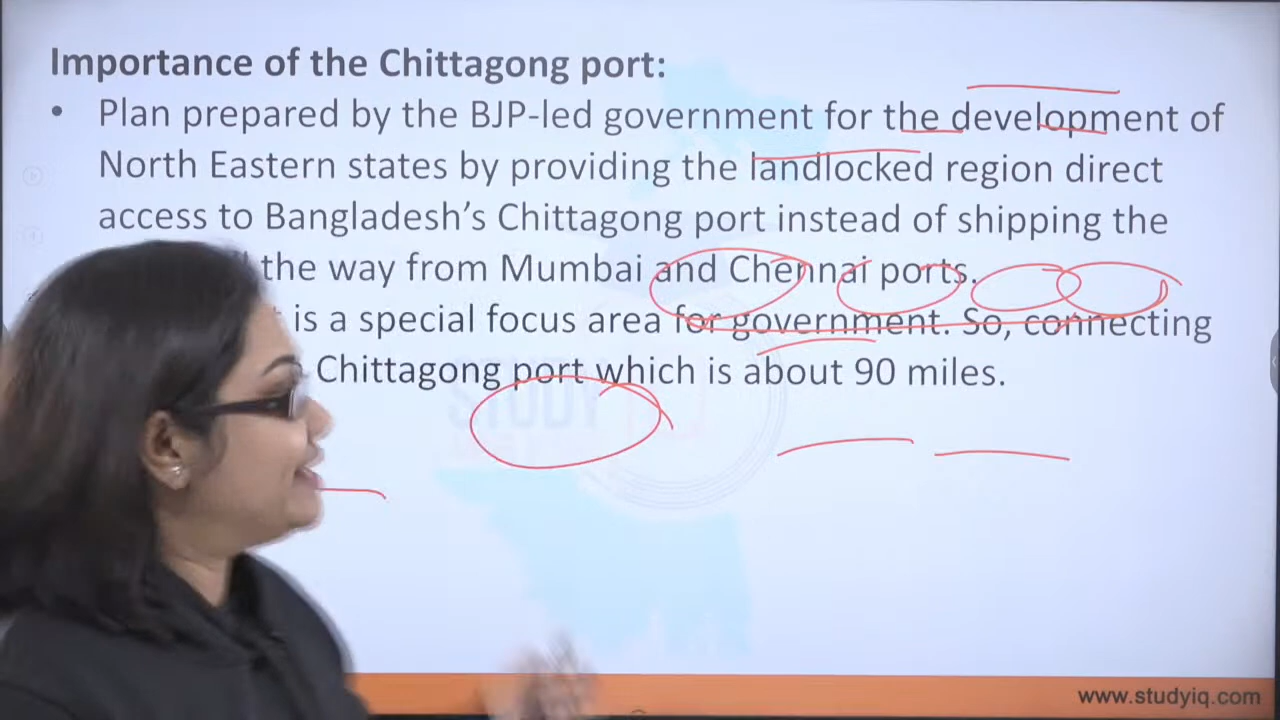 Importance of the Chittagong port:
• Plan prepared by the BJP-led government for the development of
North Eastern states by providing the landlocked region direct
access to Bangladesh’s Chittagong port instead of shipping the
the way from Mumbai and Chennai ports.
is a special focus area for government. So, connecting
Chittagong port which is about 90 miles.
STUDY
www.studyiq.com